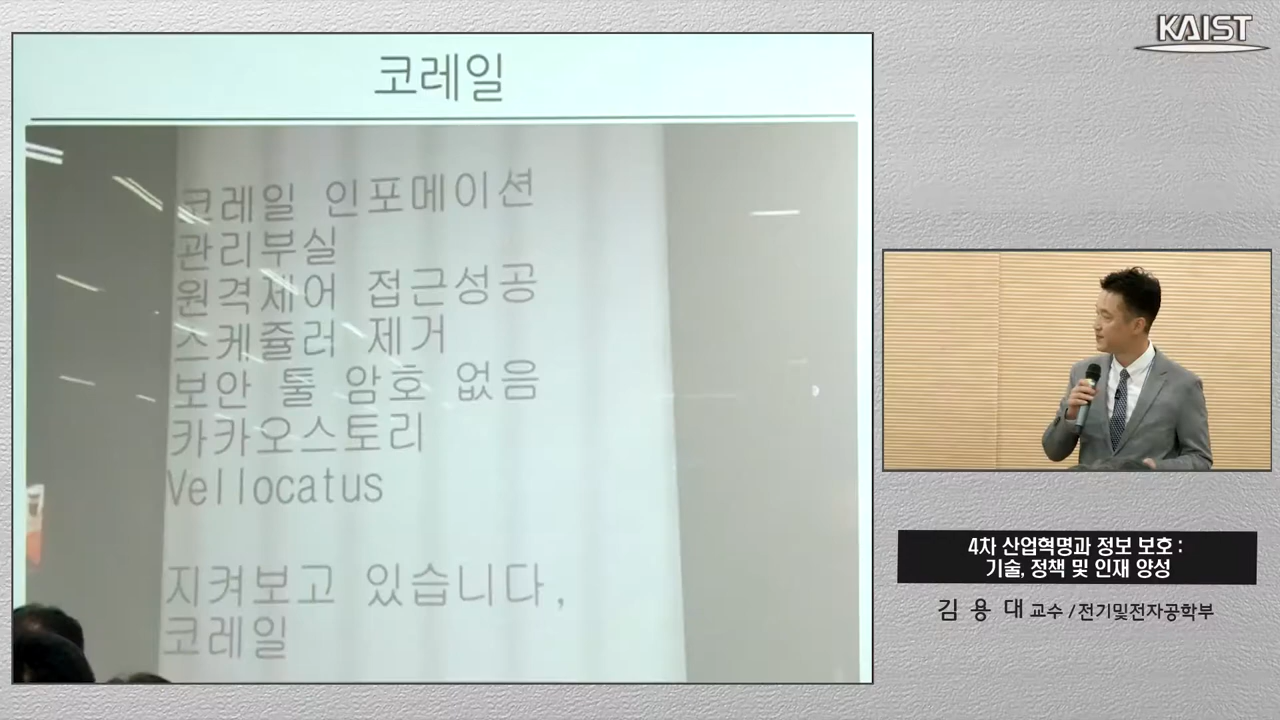 코레일
코레일 인포메이션
관리부실
원격제어 접근성공
스케쥴러 제거
보안 툴 암호 없음
카카오스토리
Vellocatus
지켜보고 있습니다,
코레일
KAIST
4차 산업혁명과 정보 보호 :
기술, 정책 및 인재 양성
김 용 대 교수 / 전기및전자공학부